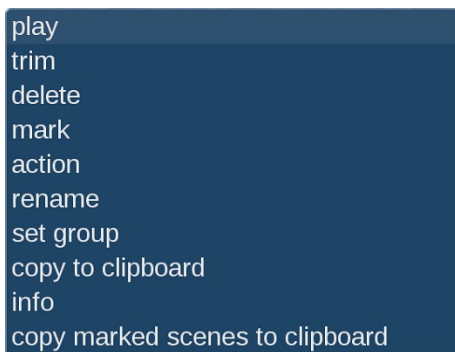 play
trim
delete
mark
action
rename
set group
copy to clipboard
info
copy marked scenes to clipboard